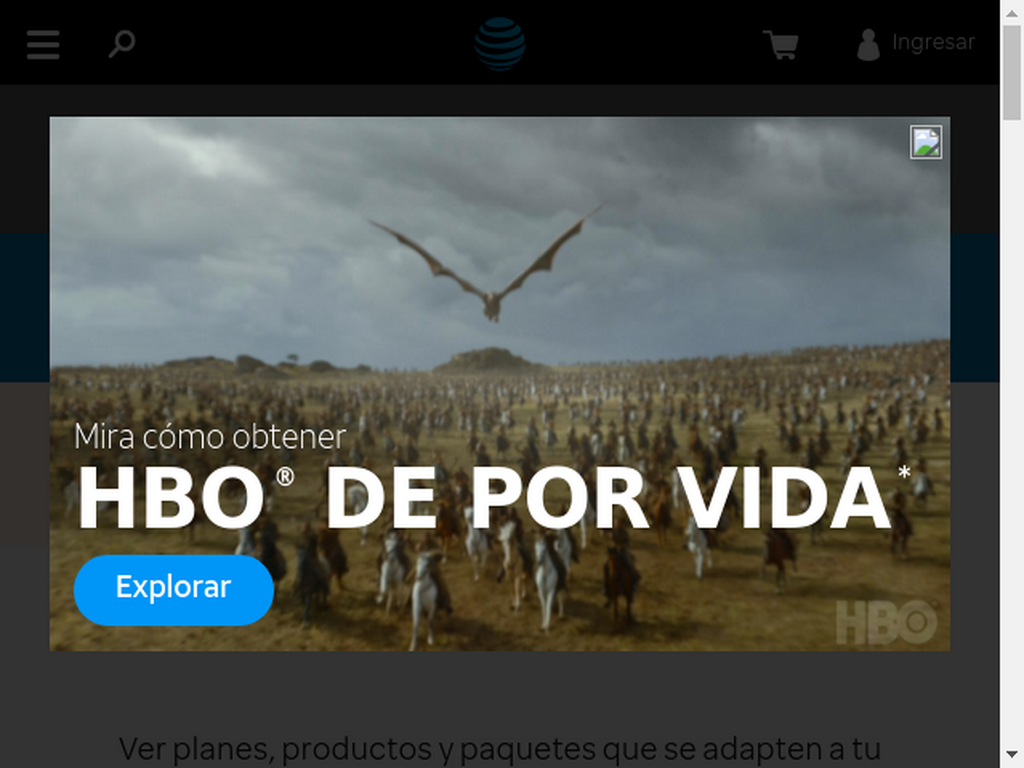 Ingresar
Mira cómo obtener
HBO® DE POR VIDA*
Explorar
HBO
Ver planes, productos y paquetes que se adapten a tu